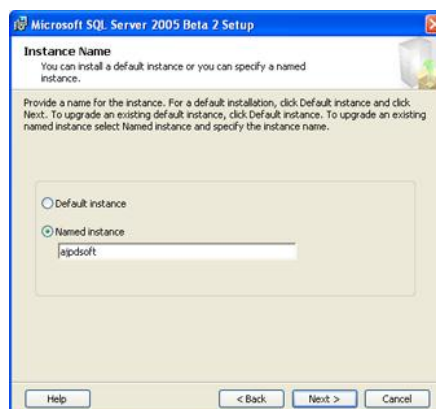 Microsoft SQL Server 2005 Beta 2 Setup
Instance Name
You can install a default instance or you can specify a named
instance.
Provide a name for the instance. For a default installation, click Default instance and click
Next. To upgrade an existing default instance, click Default instance. To upgrade an existing
named instance select Named instance and specify the instance name.
Default instance
Named instance
ajpdsoft
Help
< Back
Next >
Cancel